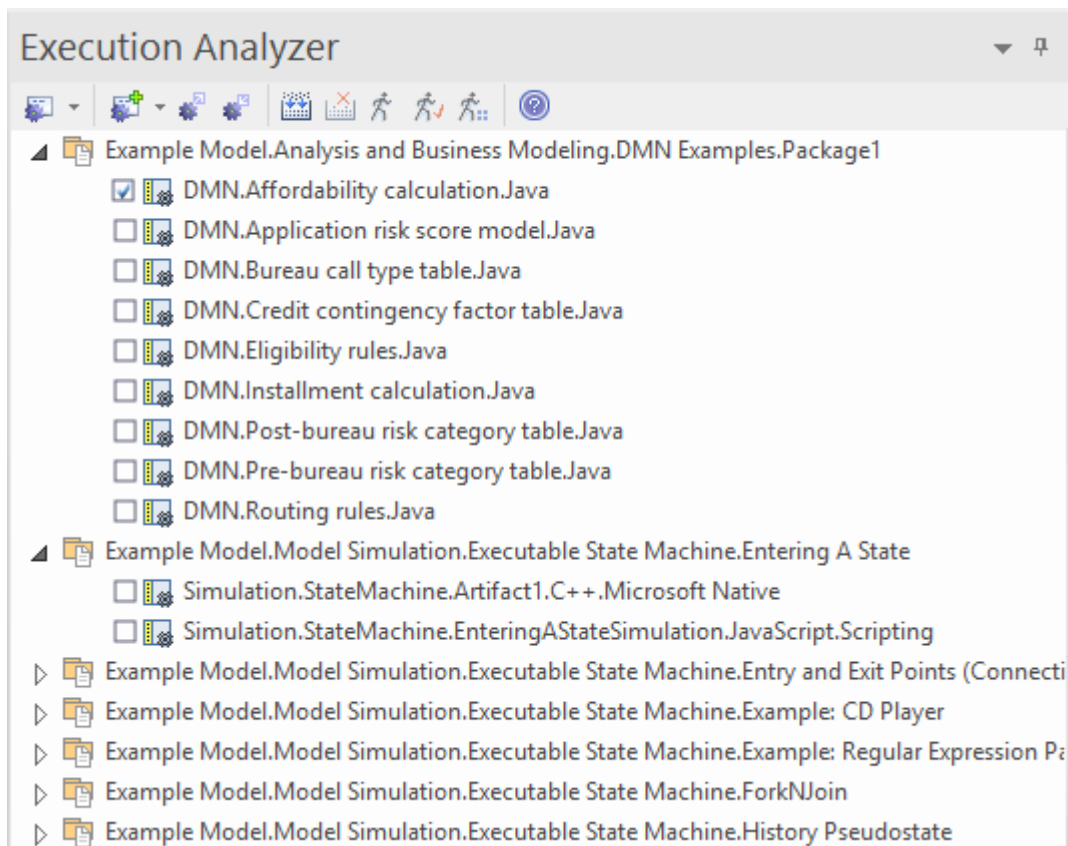 Execution Analyzer
Example Model.Analysis and Business Modeling.DMN Examples.Package1
DMN.Affordability calculation.Java
DMN.Application risk score model.Java
DMN.Bureau call type table.Java
DMN.Credit contingency factor table.Java
DMN.Eligibility rules.Java
DMN.Installment calculation.Java
DMN.Post-bureau risk category table.Java
DMN.Pre-bureau risk category table.Java
DMN.Routing rules.Java
Example Model.Model Simulation.Executable State Machine.Entering A State
Simulation.StateMachine.Artifact1.C++.Microsoft Native
Simulation.StateMachine.EnteringAStateSimulation.JavaScript.Scripting
Example Model.Model Simulation.Executable State Machine.Entry and Exit Points (Connecti
Example Model.Model Simulation.Executable State Machine.Example: CD Player
Example Model.Model Simulation.Executable State Machine.Example: Regular Expression Pa
Example Model.Model Simulation.Executable State Machine.ForkNJoin
Example Model.Model Simulation.Executable State Machine.History Pseudostate